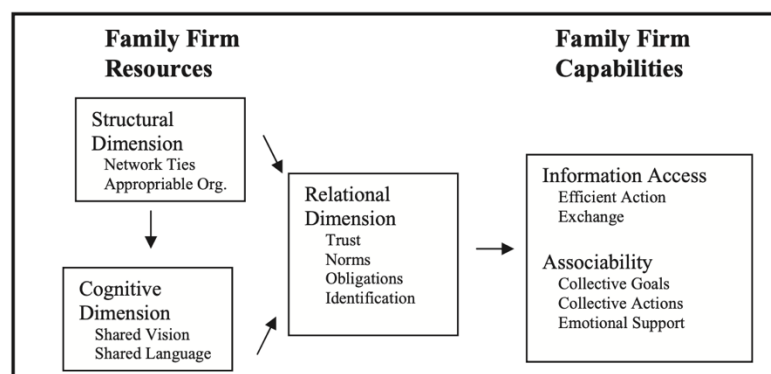 Family Firm
Resources
Family Firm
Capabilities
Structural
Dimension
Network Ties
Appropriable Org.
Cognitive
Dimension
Shared Vision
Shared Language
Relational
Dimension
Trust
Norms
Obligations
Identification
Information Access
Efficient Action
Exchange
Associability
Collective Goals
Collective Actions
Emotional Support